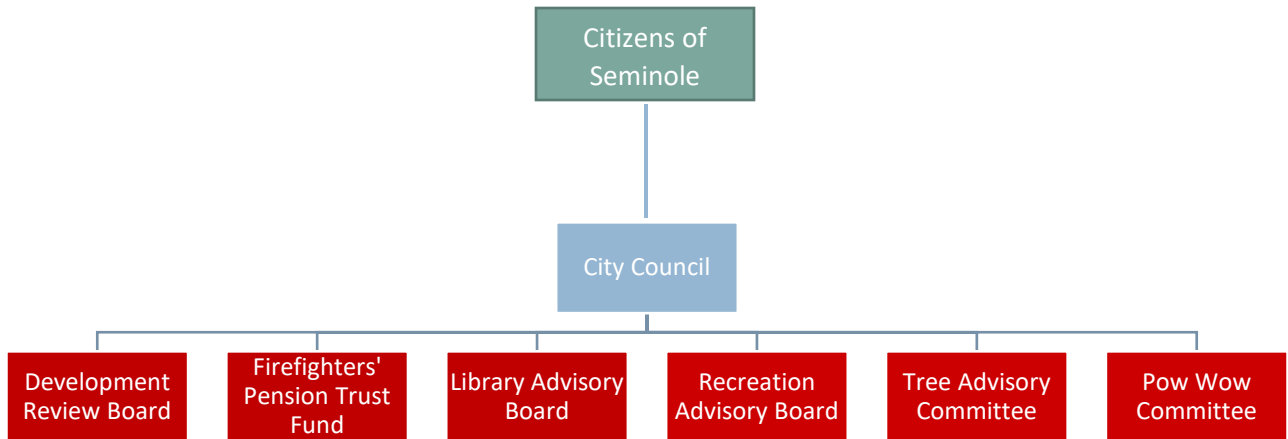 Citizens of
Seminole
City Council
Development
Review Board
Firefighters'
Pension Trust
Fund
Library Advisory
Board
Recreation
Advisory Board
Tree Advisory
Committee
Pow Wow
Committee